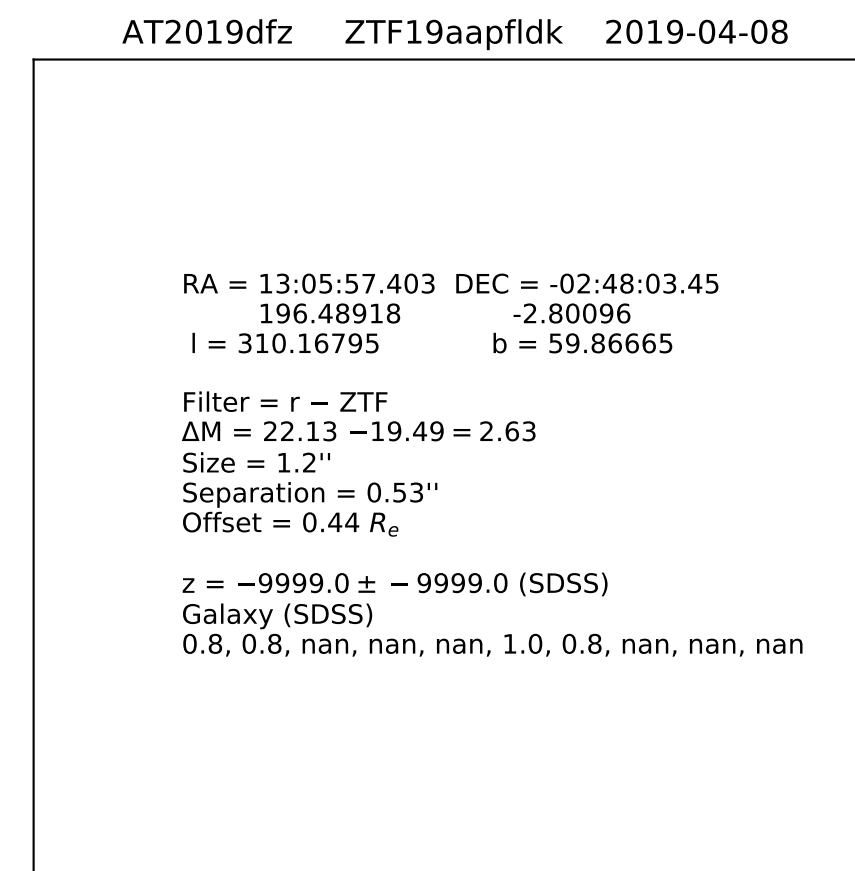 AT2019dfz ZTF19aapfldk 2019-04-08
RA = 13:05:57.403 DEC = -02:48:03.45
196.48918 -2.80096
l = 310.16795 b = 59.86665
Filter = r − ZTF
ΔM = 22.13 −19.49 = 2.63
Size = 1.2''
Separation = 0.53''
Offset = 0.44 Rₑ
z = −9999.0 ± − 9999.0 (SDSS)
Galaxy (SDSS)
0.8, 0.8, nan, nan, nan, 1.0, 0.8, nan, nan, nan